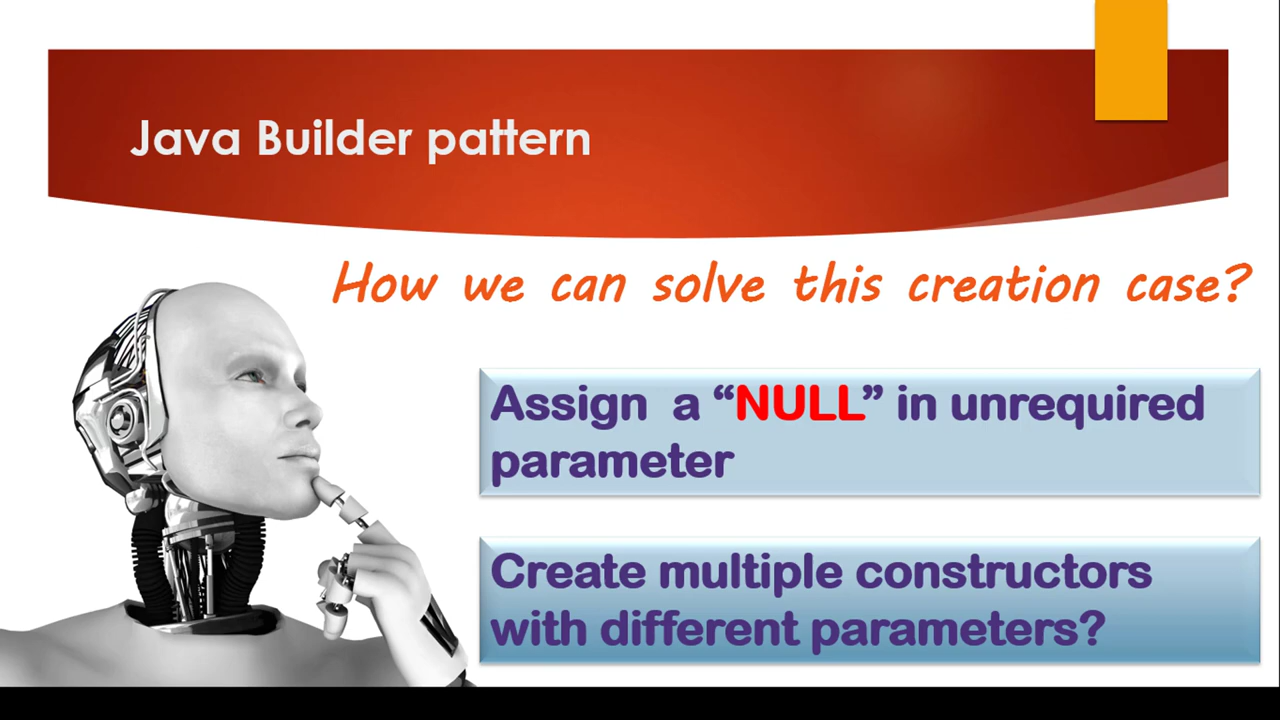 Java Builder pattern
How we can solve this creation case?
Assign a “NULL” in unrequired
parameter
Create multiple constructors
with different parameters?